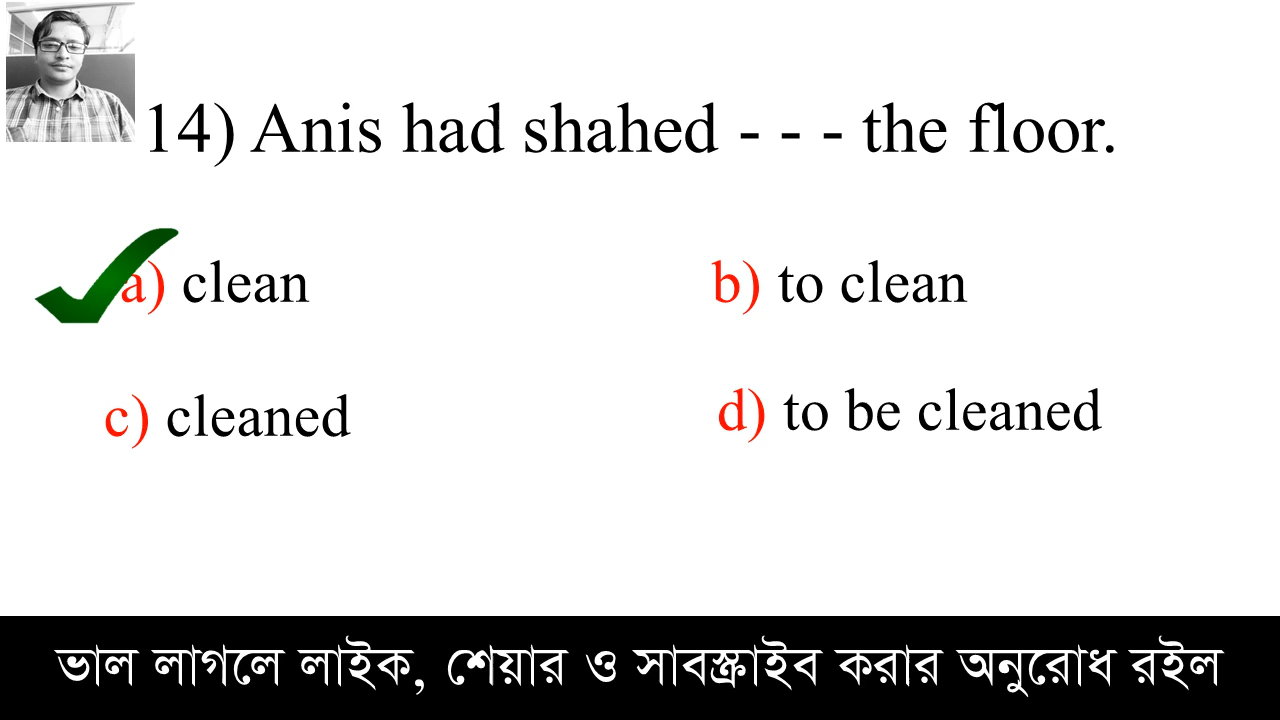 14) Anis had shahed - - - the floor.
a) clean
b) to clean
c) cleaned
d) to be cleaned
ভাল লাগলে লাইক, শেয়ার ও সাবস্ক্রাইব করার অনুরোধ রইল